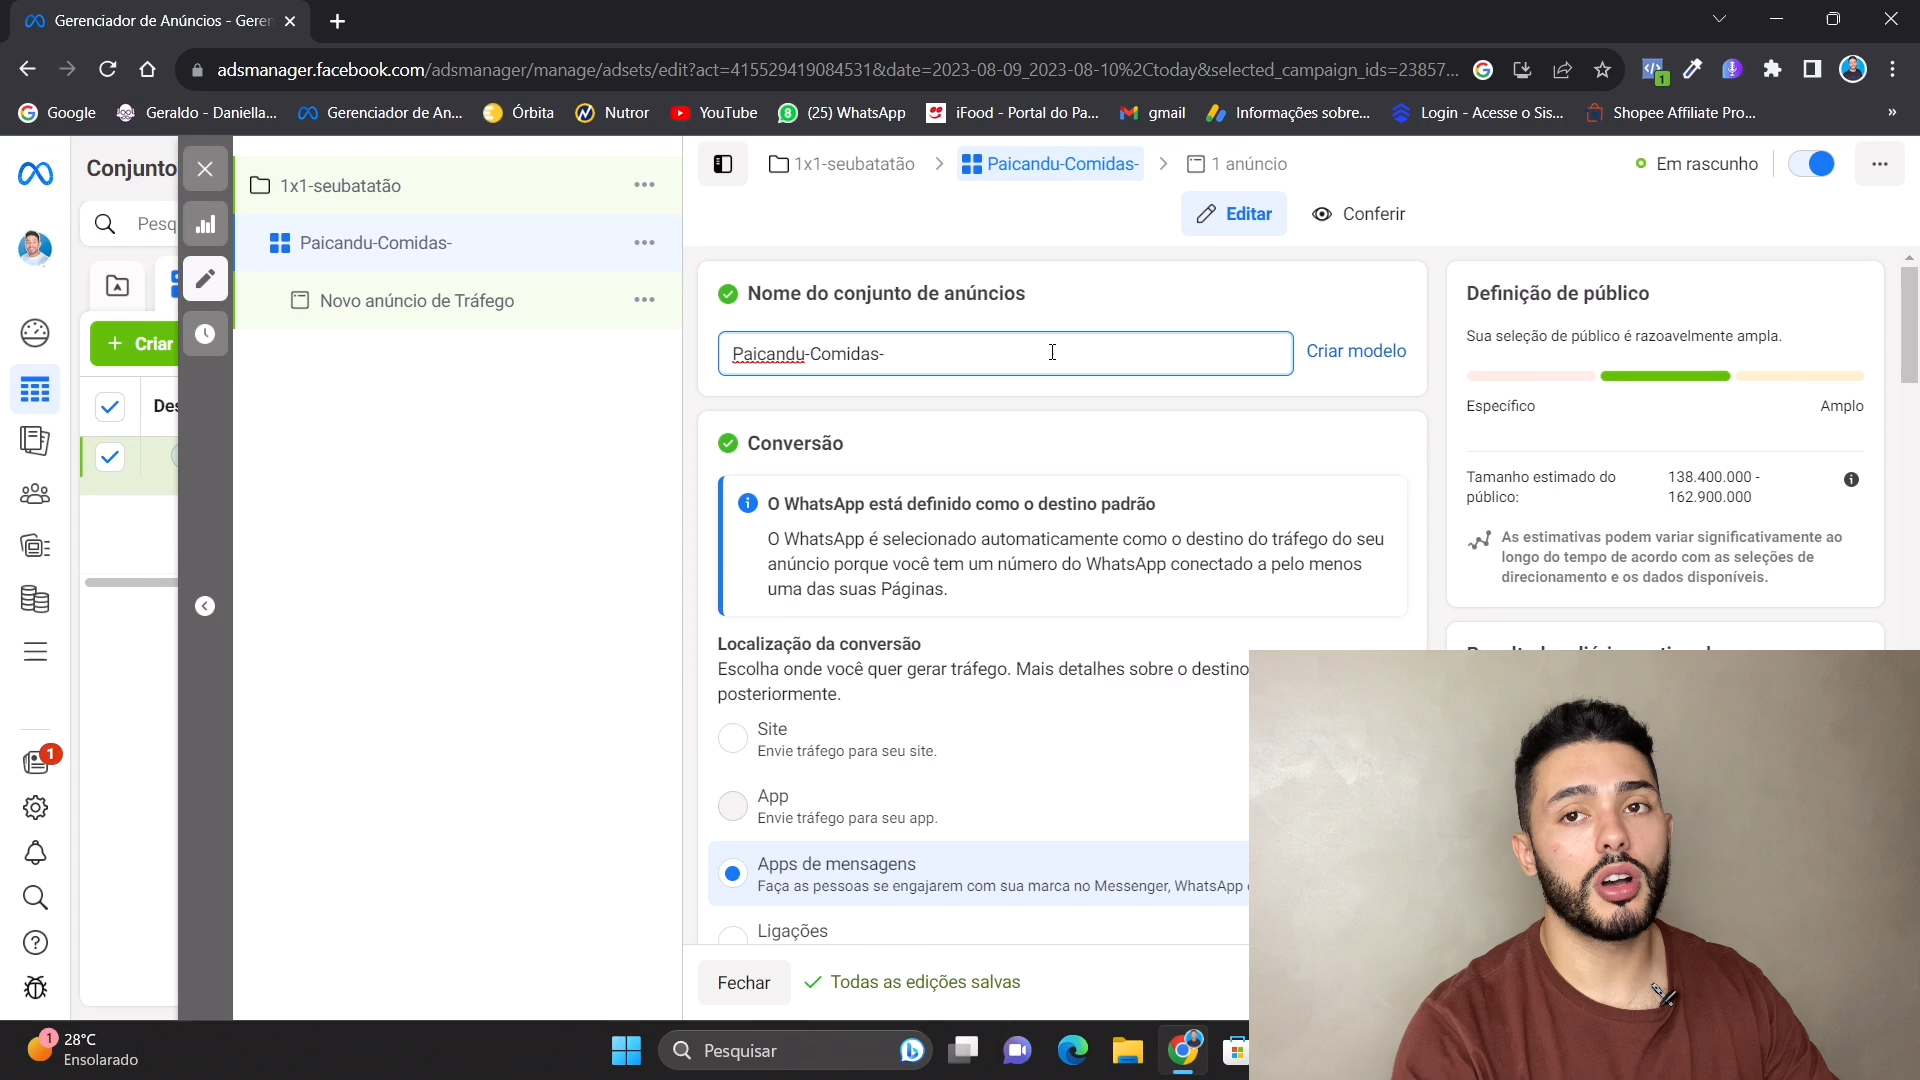 Gerenciador de Anúncios - Geren
adsmanager.facebook.com/adsmanager/manage/adsets/edit?act=415529419084531&date=2023-08-09_2023-08-10%2Ctoday&selected_campaign_ids=23857...
1
Google
Geraldo - Daniella...
Gerenciador de An...
Órbita
Nutror
YouTube
(25) WhatsApp
iFood - Portal do Pa...
gmail
Informações sobre...
Login - Acesse o Sis...
Shopee Affiliate Pro...
»
Conjunto
Pesq
+ Criar
Des
1
1x1-seubatatão
Paicandu-Comidas-
Novo anúncio de Tráfego
1x1-seubatatão
Paicandu-Comidas-
1 anúncio
Em rascunho
Editar
Conferir
Nome do conjunto de anúncios
Paicandu-Comidas-
Criar modelo
Conversão
O WhatsApp está definido como o destino padrão
O WhatsApp é selecionado automaticamente como o destino do tráfego do seu
anúncio porque você tem um número do WhatsApp conectado a pelo menos
uma das suas Páginas.
Localização da conversão
Escolha onde você quer gerar tráfego. Mais detalhes sobre o destino
posteriormente.
Site
Envie tráfego para seu site.
App
Envie tráfego para seu app.
Apps de mensagens
Faça as pessoas se engajarem com sua marca no Messenger, WhatsApp
Ligações
Fechar
Todas as edições salvas
Definição de público
Sua seleção de público é razoavelmente ampla.
Específico
Amplo
Tamanho estimado do
público:
138.400.000 -
162.900.000
As estimativas podem variar significativamente ao
longo do tempo de acordo com as seleções de
direcionamento e os dados disponíveis.
1
28°C
Ensolarado
Pesquisar